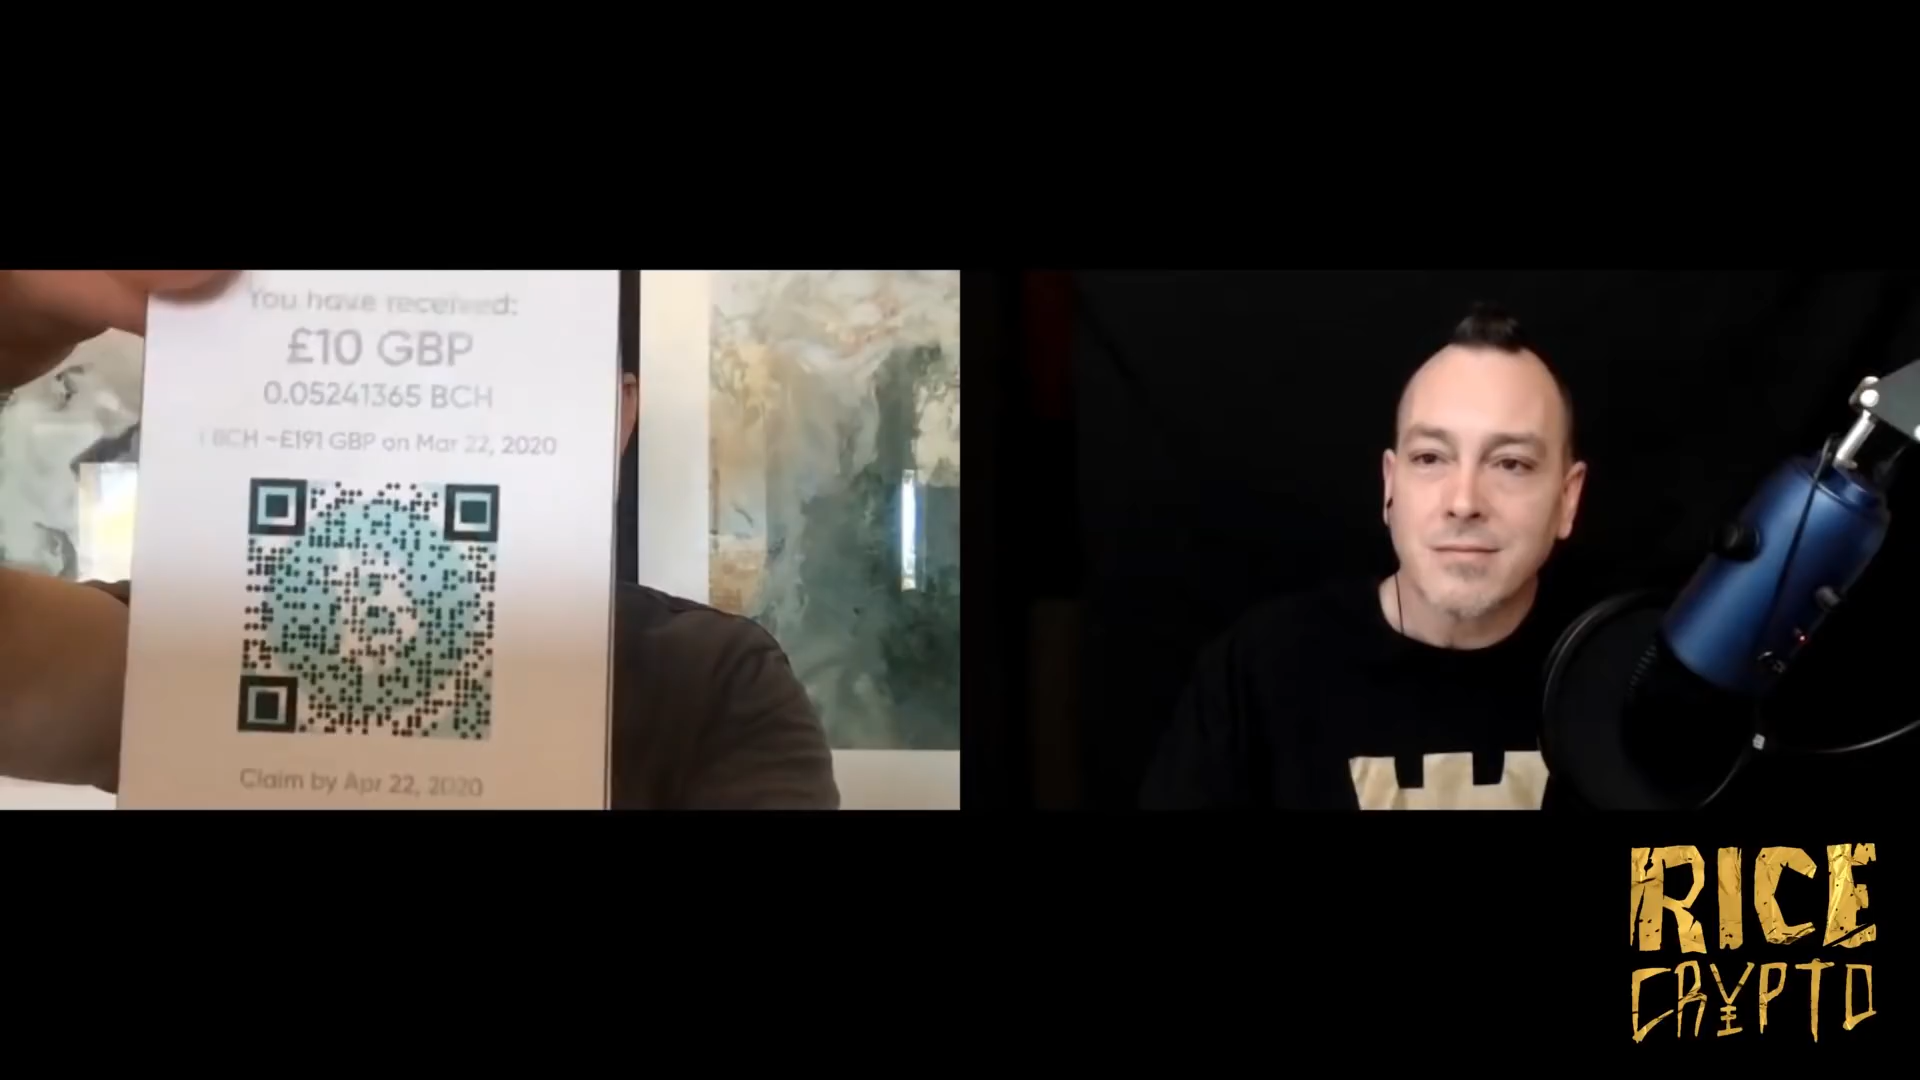 You have received:
£10 GBP
0.05241365 BCH
1 BCH ~£191 GBP on Mar 22, 2020
Claim by Apr 22, 2020
RICE
CRYPTO